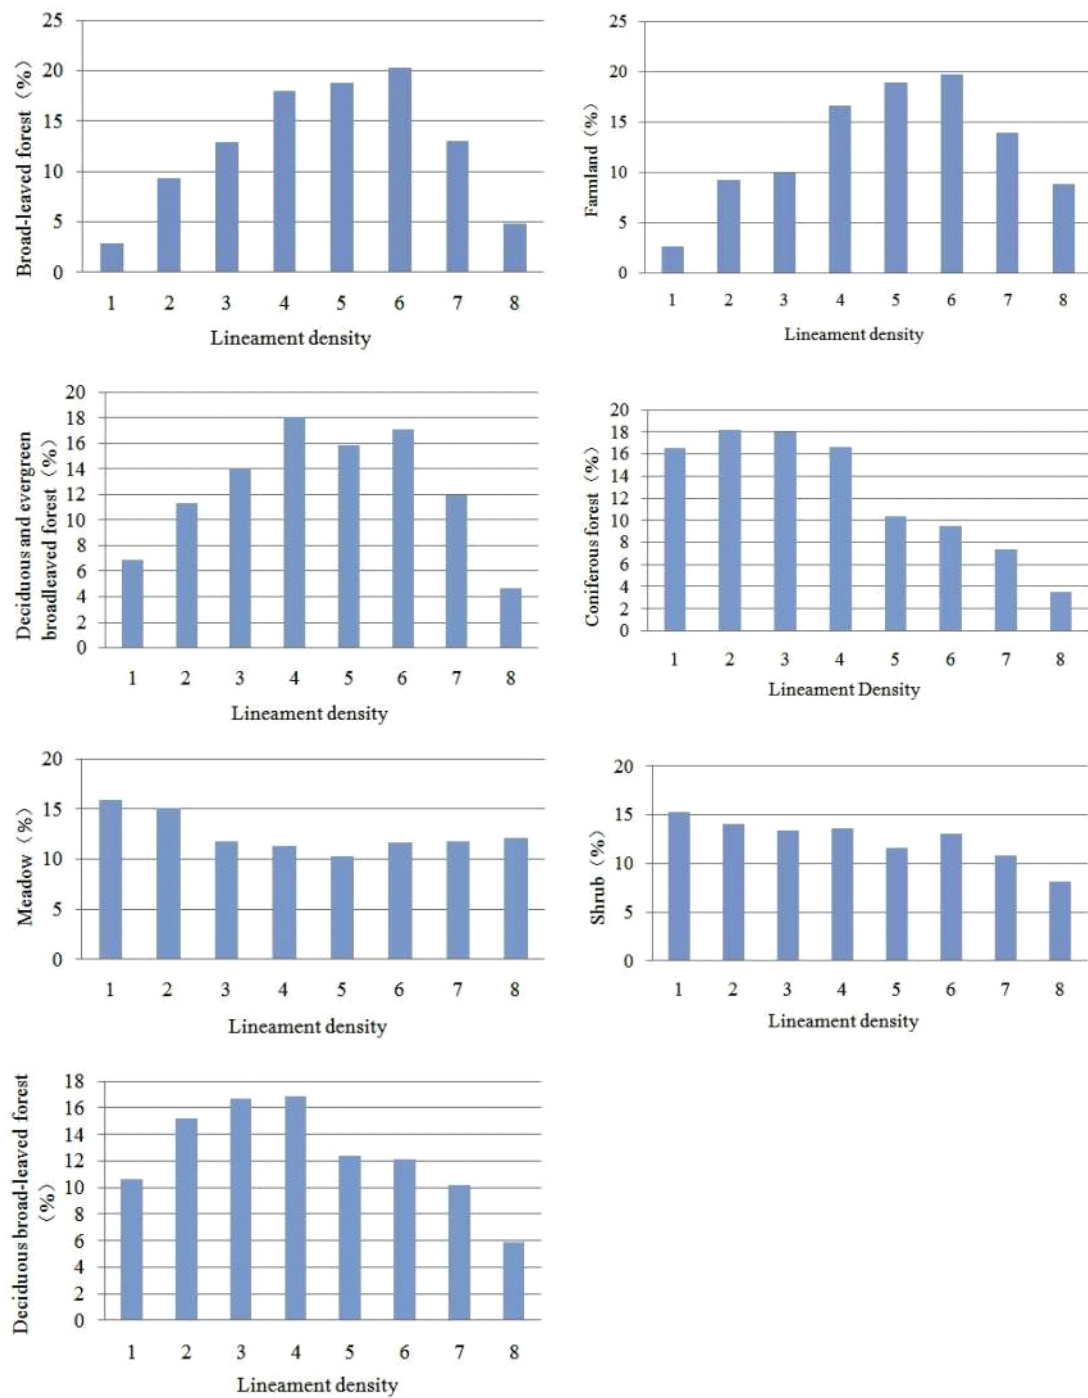 Broad-leaved forest (%)
25
20
15
10
5
0
1 2 3 4 5 6 7 8
Lineament density
Farmland (%)
25
20
15
10
5
0
1 2 3 4 5 6 7 8
Lineament density
Deciduous and evergreen
broadleaved forest (%)
20
18
16
14
12
10
8
6
4
2
0
1 2 3 4 5 6 7 8
Lineament density
Coniferous forest (%)
20
18
16
14
12
10
8
6
4
2
0
1 2 3 4 5 6 7 8
Lineament Density
Meadow (%)
20
15
10
5
0
1 2 3 4 5 6 7 8
Lineament density
Shrub (%)
20
15
10
5
0
1 2 3 4 5 6 7 8
Lineament density
Deciduous broad-leaved forest
(%)
18
16
14
12
10
8
6
4
2
0
1 2 3 4 5 6 7 8
Lineament density